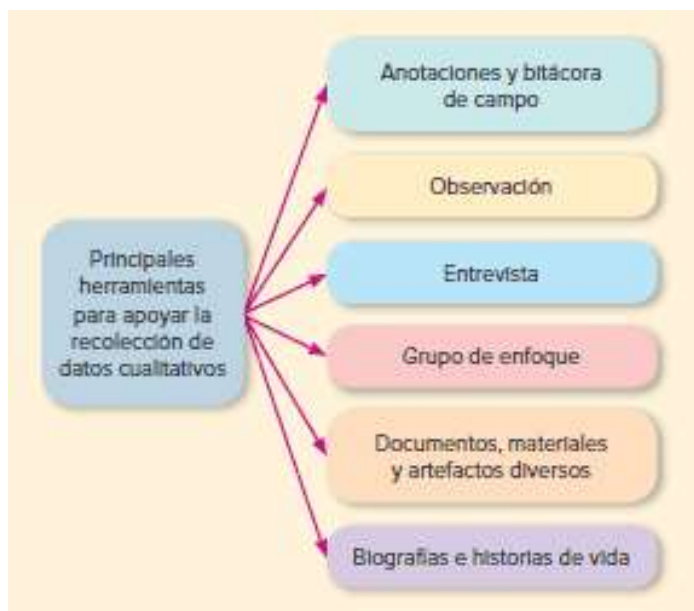 Principales
herramientas
para apoyar la
recolección de
datos cualitativos
Anotaciones y bitácora
de campo
Observación
Entrevista
Grupo de enfoque
Documentos, materiales
y artefactos diversos
Biografías e historias de vida